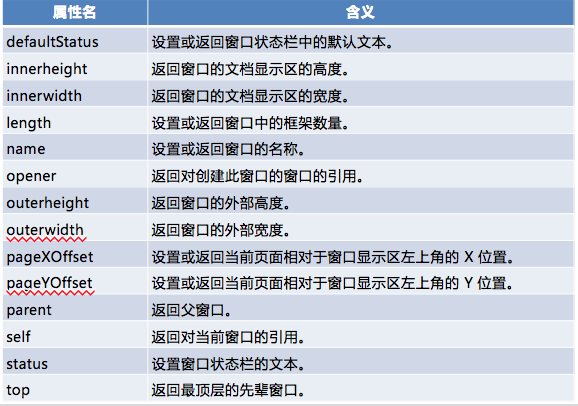 属性名 含义
defaultStatus 设置或返回窗口状态栏中的默认文本。
innerheight 返回窗口的文档显示区的高度。
innerwidth 返回窗口的文档显示区的宽度。
length 设置或返回窗口中的框架数量。
name 设置或返回窗口的名称。
opener 返回对创建此窗口的窗口的引用。
outerheight 返回窗口的外部高度。
outerwidth 返回窗口的外部宽度。
pageXOffset 设置或返回当前页面相对于窗口显示区左上角的 X 位置。
pageYOffset 设置或返回当前页面相对于窗口显示区左上角的 Y 位置。
parent 返回父窗口。
self 返回对当前窗口的引用。
status 设置窗口状态栏的文本。
top 返回最顶层的先辈窗口。